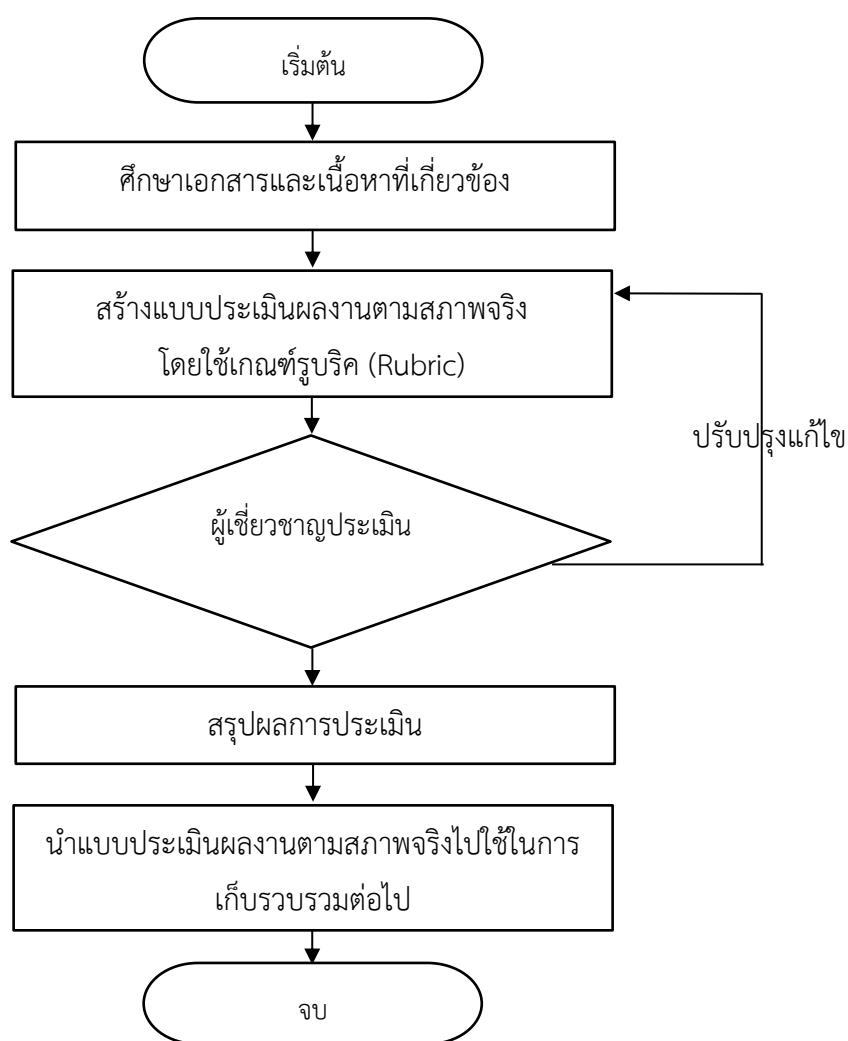 เริ่มต้น
ศึกษาเอกสารและเนื้อหาที่เกี่ยวข้อง
สร้างแบบประเมินผลงานตามสภาพจริง
โดยใช้เกณฑ์รูบริค (Rubric)
ปรับปรุงแก้ไข
ผู้เชี่ยวชาญประเมิน
สรุปผลการประเมิน
นำแบบประเมินผลงานตามสภาพจริงไปใช้ในการ
เก็บรวบรวมต่อไป
จบ